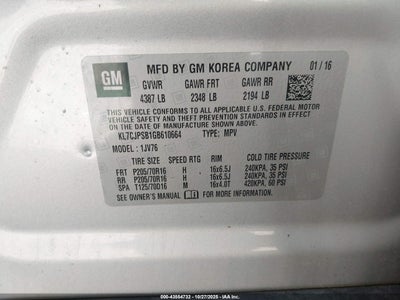 GM
MFD BY GM KOREA COMPANY 01/16
GVWR GAWR FRT GAWR RR
4387 LB 2348 LB 2194 LB
THIS VEHICLE CONFORMS TO ALL APPLICABLE U.S. FEDERAL MOTOR
VEHICLE SAFETY, BUMPER, AND THEFT PREVENTION STANDARDS
IN EFFECT ON THE DATE OF MANUFACTURE SHOWN ABOVE.
KL7CJPSB1GB610664 TYPE: MPV
MODEL: 1JV76
TIRE SIZE SPEED RTG RIM COLD TIRE PRESSURE
FRT P205/70R16 H 16x6.5J 240KPA, 35 PSI
RR P205/70R16 H 16x6.5J 240KPA, 35 PSI
SPA T125/70D16 M 16x4.0T 420KPA, 60 PSI
SEE OWNER'S MANUAL FOR ADDITIONAL INFORMATION
000-43554733 - 10/27/2025 - IAA Inc.